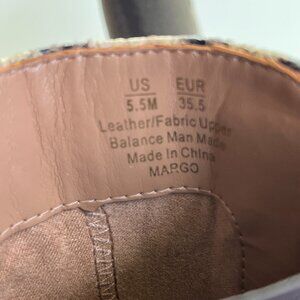 US EUR
5.5M 35.5
Leather/Fabric Upper
Balance Man Made
Made in China
MARGO